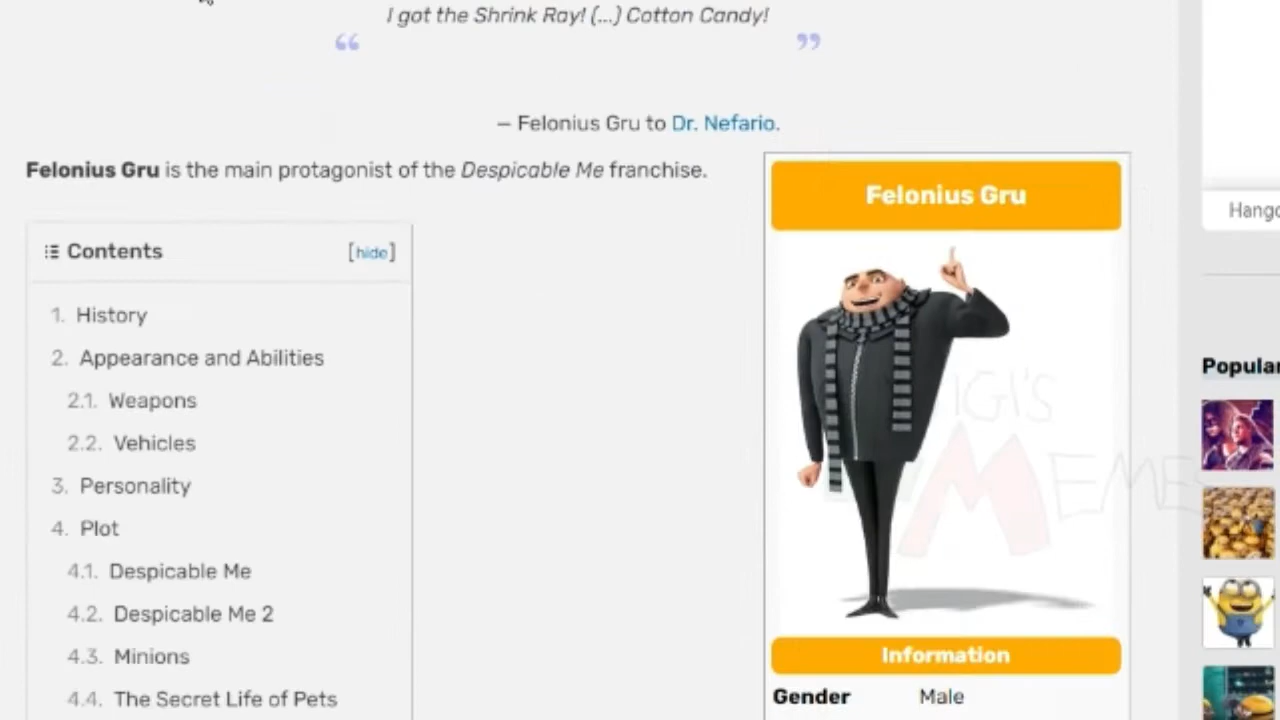 I got the Shrink Ray! (...) Cotton Candy!
“ ”
– Felonius Gru to Dr. Nefario.
Felonius Gru is the main protagonist of the Despicable Me franchise.
Contents [hide]
1. History
2. Appearance and Abilities
2.1. Weapons
2.2. Vehicles
3. Personality
4. Plot
4.1. Despicable Me
4.2. Despicable Me 2
4.3. Minions
4.4. The Secret Life of Pets
Felonius Gru
IGI'S
MEMES
Information
Gender Male
Hango
Popular